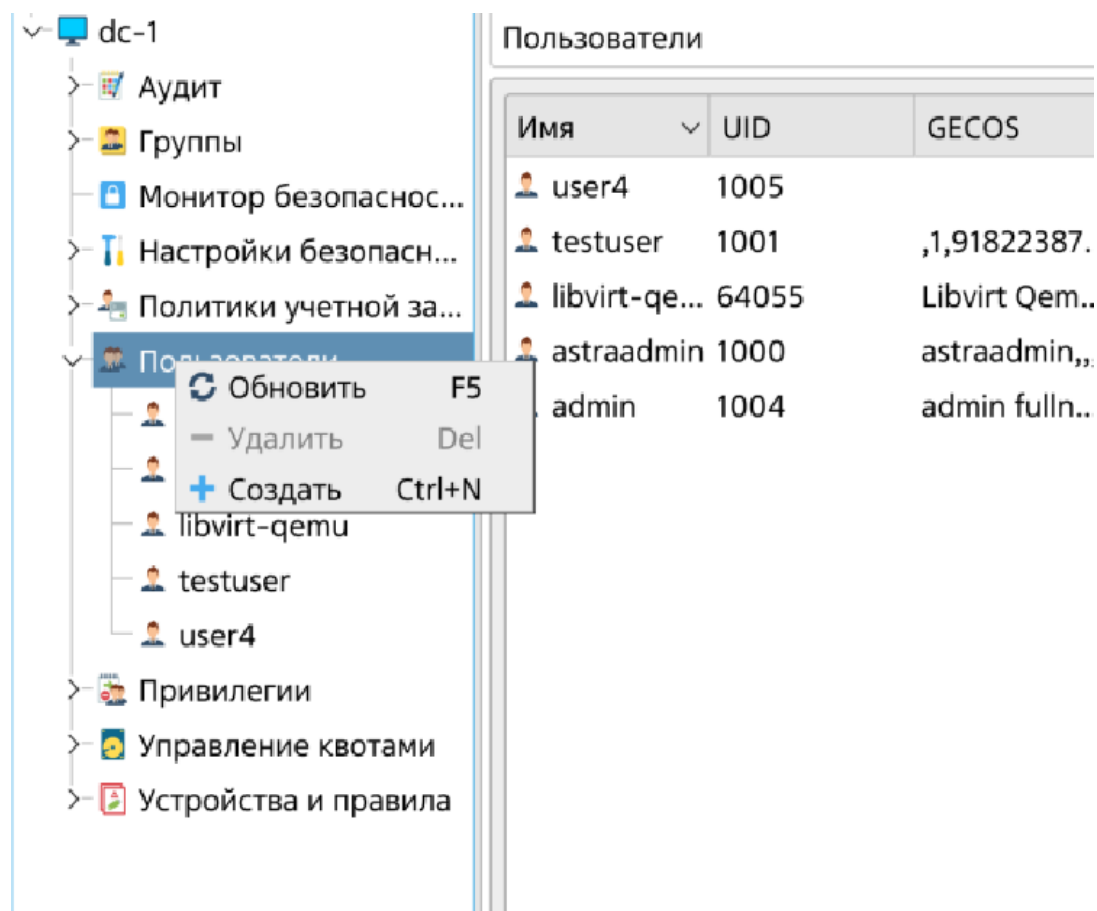 dc-1
Аудит
Группы
Монитор безопаснос...
Настройки безопасн...
Политики учетной за...
Обновить F5
Удалить Del
Создать Ctrl+N
libvirt-qemu
testuser
user4
Привилегии
Управление квотами
Устройства и правила
Пользователи
Имя UID GECOS
user4 1005
testuser 1001 ,1,91822387.
libvirt-qe... 64055 Libvirt Qem..
astraadmin 1000 astraadmin,,
admin 1004 admin fulln...